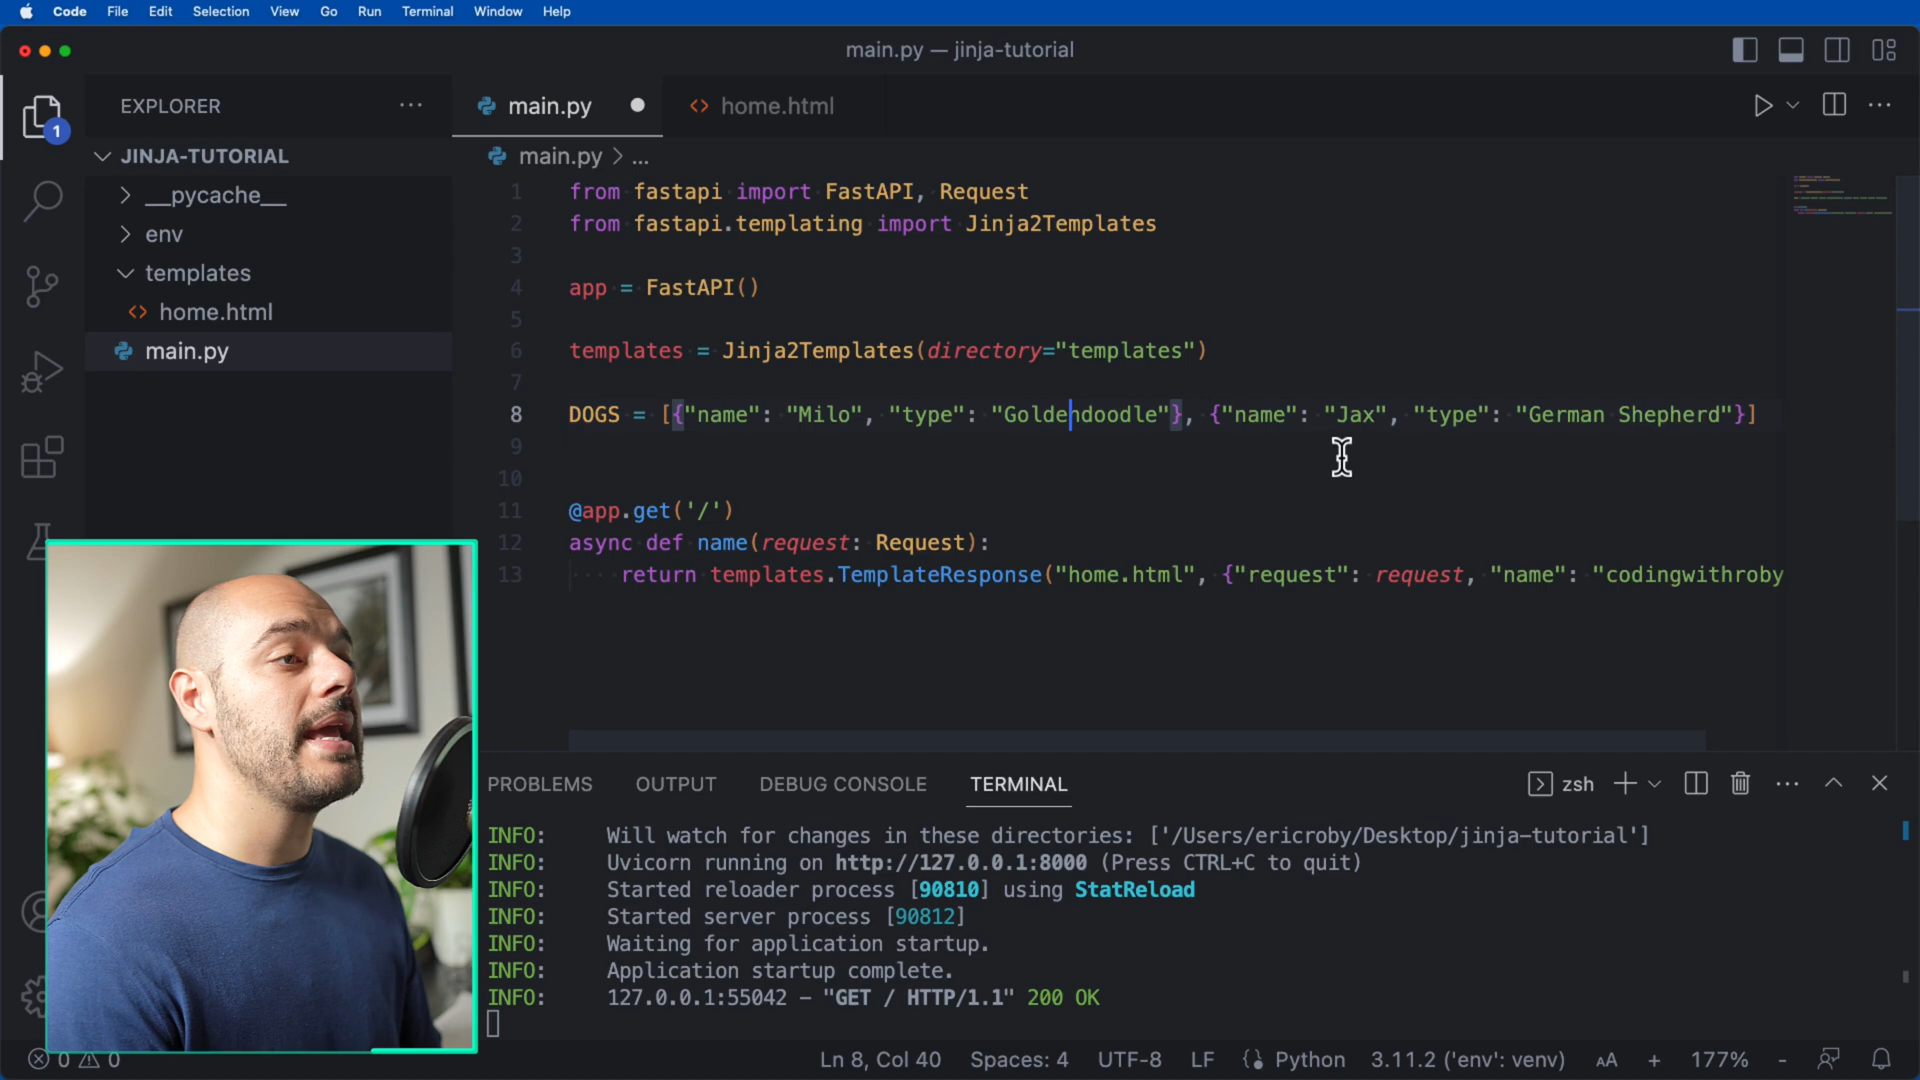 Code File Edit Selection View Go Run Terminal Window Help
main.py — jinja-tutorial
EXPLORER
main.py
home.html
1
JINJA-TUTORIAL
main.py > ...
__pycache__
env
templates
home.html
main.py
1 from fastapi import FastAPI, Request
2 from fastapi.templating import Jinja2Templates
3
4 app = FastAPI()
5
6 templates = Jinja2Templates(directory="templates")
7
8 DOGS = [{"name": "Milo", "type": "Goldendoodle"}, {"name": "Jax", "type": "German Shepherd"}]
9
10
11 @app.get('/')
12 async def name(request: Request):
13 return templates.TemplateResponse("home.html", {"request": request, "name": "codingwithroby
PROBLEMS OUTPUT DEBUG CONSOLE TERMINAL
zsh
INFO: Will watch for changes in these directories: ['/Users/ericroby/Desktop/jinja-tutorial']
INFO: Uvicorn running on http://127.0.0.1:8000 (Press CTRL+C to quit)
INFO: Started reloader process [90810] using StatReload
INFO: Started server process [90812]
INFO: Waiting for application startup.
INFO: Application startup complete.
INFO: 127.0.0.1:55042 – "GET / HTTP/1.1" 200 OK
0 0 Ln 8, Col 40 Spaces: 4 UTF-8 LF Python 3.11.2 ('env': venv) AA + 177% -